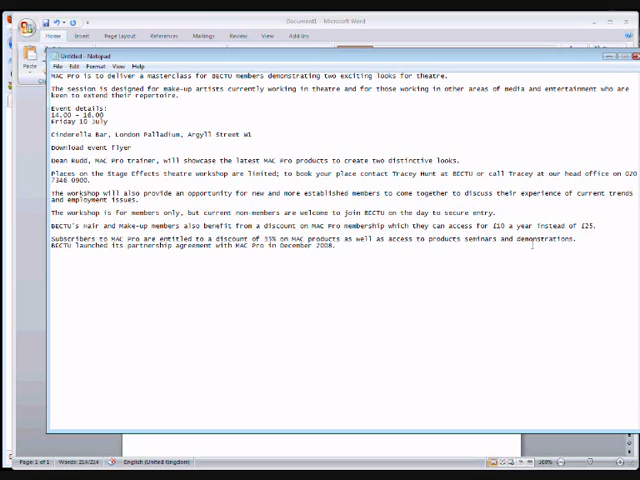 Document1 - Microsoft Word
Home Insert Page Layout References Mailings Review View Add-Ins
Paste
Untitled - Notepad
File Edit Format View Help
MAC Pro is to deliver a masterclass for BECTU members demonstrating two exciting looks for theatre.
The session is designed for make-up artists currently working in theatre and for those working in other areas of media and entertainment who are
keen to extend their repertoire.
Event details:
14.00 - 16.00
Friday 10 July
Cinderella Bar, London Palladium, Argyll Street W1
Download event flyer
Dean Rudd, MAC Pro trainer, will showcase the latest MAC Pro products to create two distinctive looks.
Places on the Stage Effects theatre workshop are limited; to book your place contact Tracey Hunt at BECTU or call Tracey at our head office on 020
7346 0900.
The workshop will also provide an opportunity for new and more established members to come together to discuss their experience of current trends
and employment issues.
The workshop is for members only, but current non-members are welcome to join BECTU on the day to secure entry.
BECTU's Hair and Make-up members also benefit from a discount on MAC Pro membership which they can access for £10 a year instead of £25.
Subscribers to MAC Pro are entitled to a discount of 35% on MAC products as well as access to products seminars and demonstrations.
BECTU launched its partnership agreement with MAC Pro in December 2008.
Page: 1 of 1 Words: 214/214 English (United Kingdom)